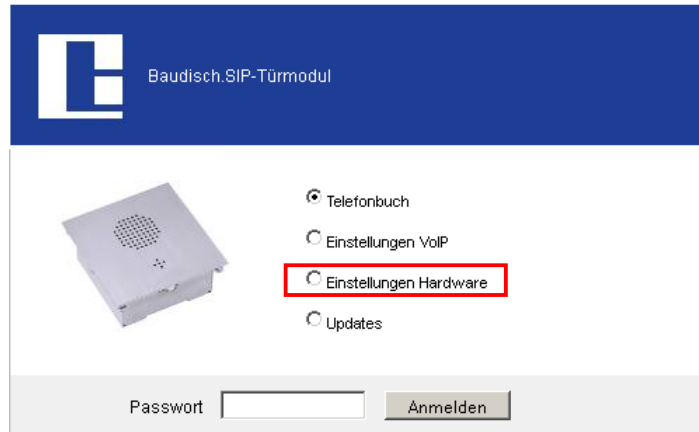 Baudisch.SIP-Türmodul
Telefonbuch
Einstellungen VoIP
Einstellungen Hardware
Updates
Passwort
Anmelden